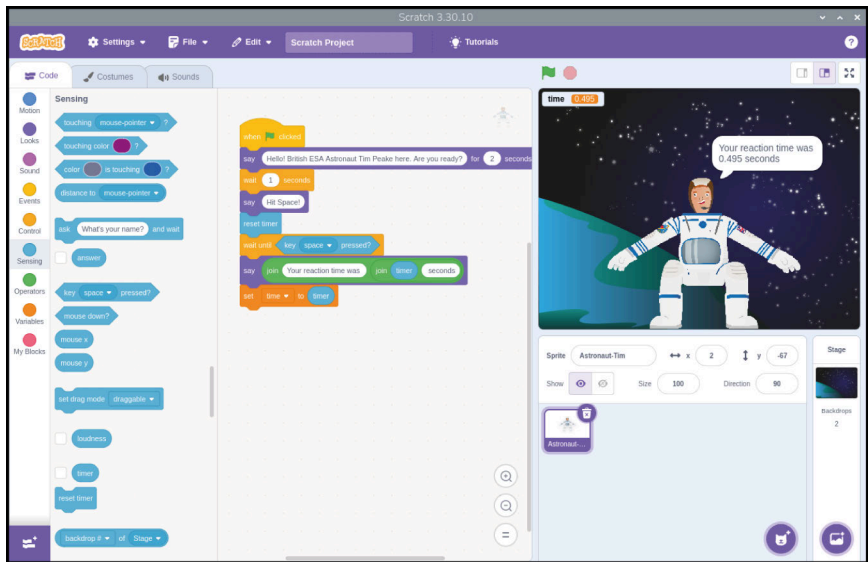 Scratch 3.30.10
SCRATCH
Settings
File
Edit
Scratch Project
Tutorials
?
Code
Costumes
Sounds
Motion
Looks
Sound
Events
Control
Sensing
Operators
Variables
My Blocks
Sensing
touching mouse-pointer ?
touching color ?
color is touching ?
distance to mouse-pointer
ask What's your name? and wait
answer
key space pressed?
mouse down?
mouse x
mouse y
set drag mode draggable
loudness
timer
reset timer
backdrop # of Stage
when clicked
say Hello! British ESA Astronaut Tim Peake here. Are you ready? for 2 seconds
wait 1 seconds
say Hit Space!
reset timer
wait until key space pressed?
say join Your reaction time was join timer seconds
set time to timer
time 0.495
Your reaction time was
0.495 seconds
Sprite Astronaut-Tim x 2 y -67
Show Size 100 Direction 90
Astronaut-...
Stage
Backdrops
2